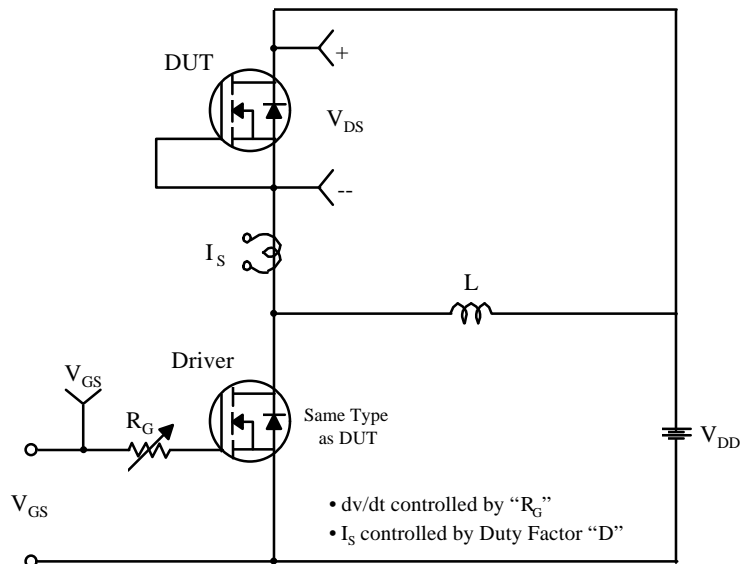 DUT
+
V_DS
--
I_S
L
Driver
V_GS
R_G
Same Type
as DUT
V_DD
V_GS
• dv/dt controlled by “R_G”
• I_S controlled by Duty Factor “D”